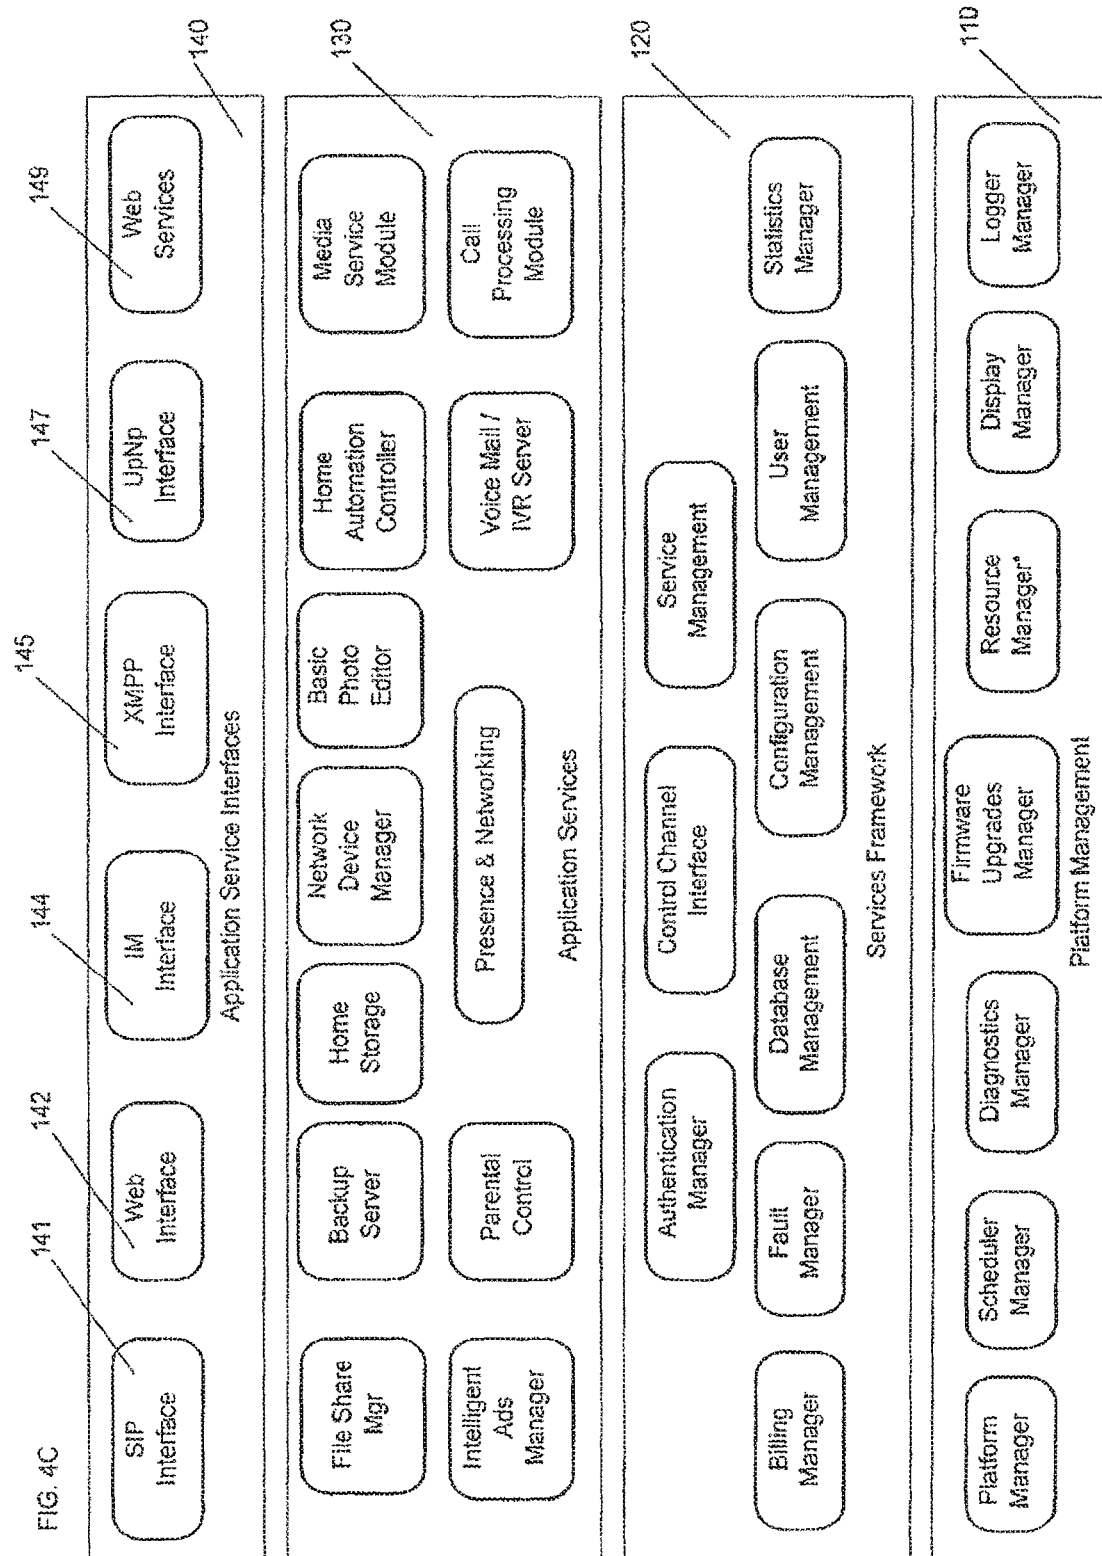 FIG. 4C
141
142
144
145
147
149
SIP
Interface
Web
Interface
IM
Interface
XMPP
Interface
UpNp
Interface
Web
Services
Application Service Interfaces
140
File Share
Mgr
Backup
Server
Home
Storage
Network
Device
Manager
Basic
Photo
Editor
Home
Automation
Controller
Media
Service
Module
130
Intelligent
Ads
Manager
Parental
Control
Presence & Networking
Voice Mail /
IVR Server
Call
Processing
Module
Application Services
Authentication
Manager
Control Channel
Interface
Service
Management
120
Billing
Manager
Fault
Manager
Database
Management
Configuration
Management
User
Management
Statistics
Manager
Services Framework
Platform
Manager
Scheduler
Manager
Diagnostics
Manager
Firmware
Upgrades
Manager
Resource
Manager*
Display
Manager
Logger
Manager
110
Platform Management